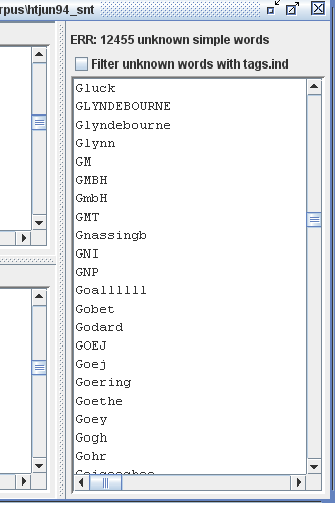 rpus\htjun94_snt
ERR: 12455 unknown simple words
Filter unknown words with tags.ind
Gluck
GLYNDEBOURNE
Glyndebourne
Glynn
GM
GMBH
GmbH
GMT
Gnassingb
GNI
GNP
Goallllll
Gobet
Godard
GOEJ
Goej
Goering
Goethe
Goey
Gogh
Gohr